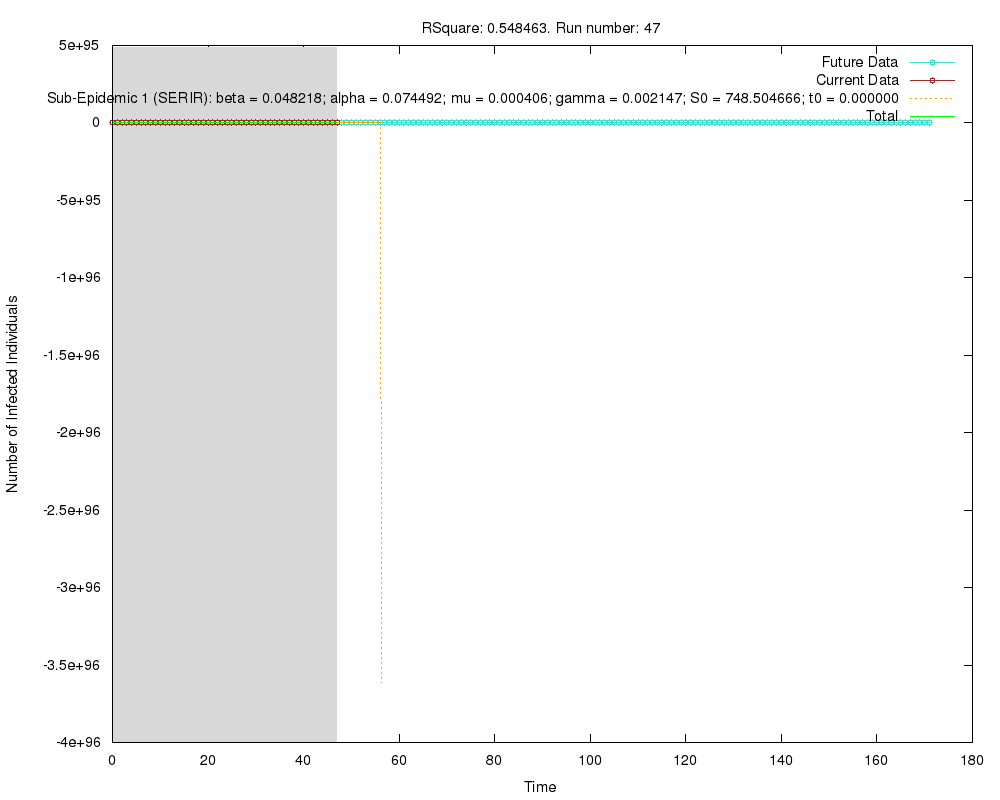 RSquare: 0.548463. Run number: 47
5e+95
Future Data
Current Data
Sub-Epidemic 1 (SERIR): beta = 0.048218; alpha = 0.074492; mu = 0.000406; gamma = 0.002147; S0 = 748.504666; t0 = 0.000000
Total
0
-5e+95
-1e+96
-1.5e+96
-2e+96
-2.5e+96
-3e+96
-3.5e+96
-4e+96
Number of Infected Individuals
0 20 40 60 80 100 120 140 160 180
Time